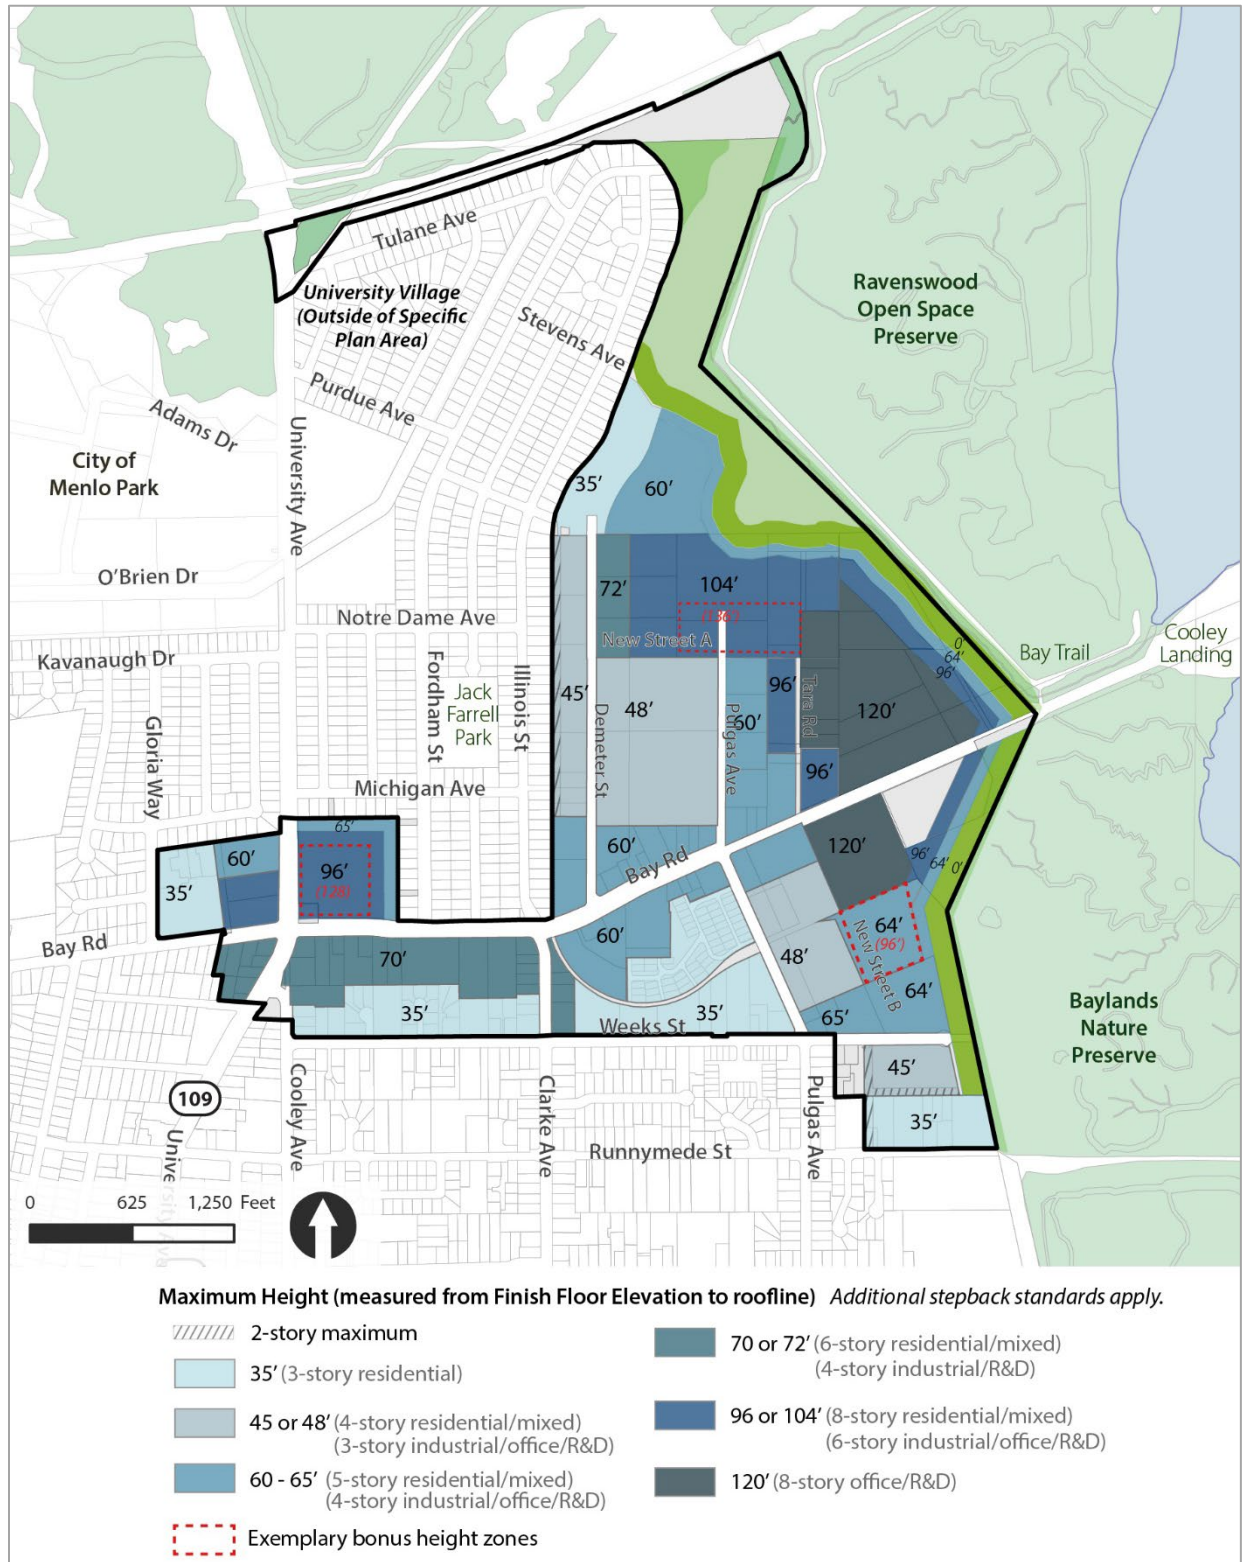 Tulane Ave
University Village
(Outside of Specific
Plan Area)
Stevens Ave
Purdue Ave
Ravenswood
Open Space
Preserve
Adams Dr
University Ave
City of
Menlo Park
35’
60’
O'Brien Dr
72’
104’
(136’)
Notre Dame Ave
New Street A
Kavanaugh Dr
Fordham St
Illinois St
Jack
Farrell
Park
Gloria Way
0’
64’
96’
Bay Trail
Cooley
Landing
45’
48’
Demeter St
60’
Pulgas Ave
96’
Tara Rd
120’
96’
Michigan Ave
65’
60’
35’
96’
(128)
60’
Bay Rd
120’
96’
64’
0’
Bay Rd
70’
60’
48’
64’
(96’)
New Street B
64’
35’
35’
Weeks St
65’
Baylands
Nature
Preserve
45’
35’
109
University Ave
Cooley Ave
Clarke Ave
Pulgas Ave
Runnymede St
0 625 1,250 Feet
Maximum Height (measured from Finish Floor Elevation to roofline) Additional stepback standards apply.
2-story maximum
35’ (3-story residential)
45 or 48’ (4-story residential/mixed)
(3-story industrial/office/R&D)
60 - 65’ (5-story residential/mixed)
(4-story industrial/office/R&D)
Exemplary bonus height zones
70 or 72’ (6-story residential/mixed)
(4-story industrial/R&D)
96 or 104’ (8-story residential/mixed)
(6-story industrial/office/R&D)
120’ (8-story office/R&D)